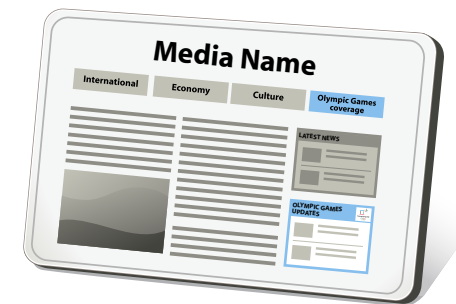 Media Name
International
Economy
Culture
Olympic Games
coverage
LATEST NEWS
OLYMPIC GAMES
UPDATES